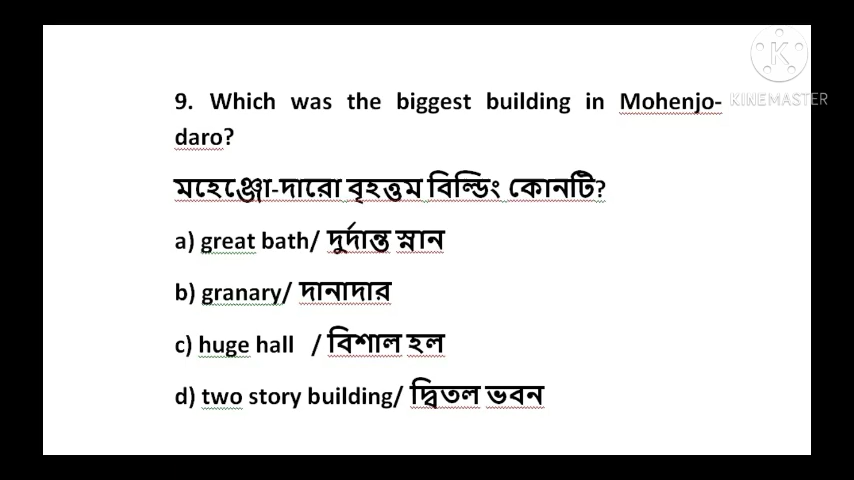 KINEMASTER
9. Which was the biggest building in Mohenjo-
daro?
মহেঞ্জো-দারো বৃহত্তম বিল্ডিং কোনটি?
a) great bath/ দুর্দান্ত স্নান
b) granary/ দানাদার
c) huge hall / বিশাল হল
d) two story building/ দ্বিতল ভবন